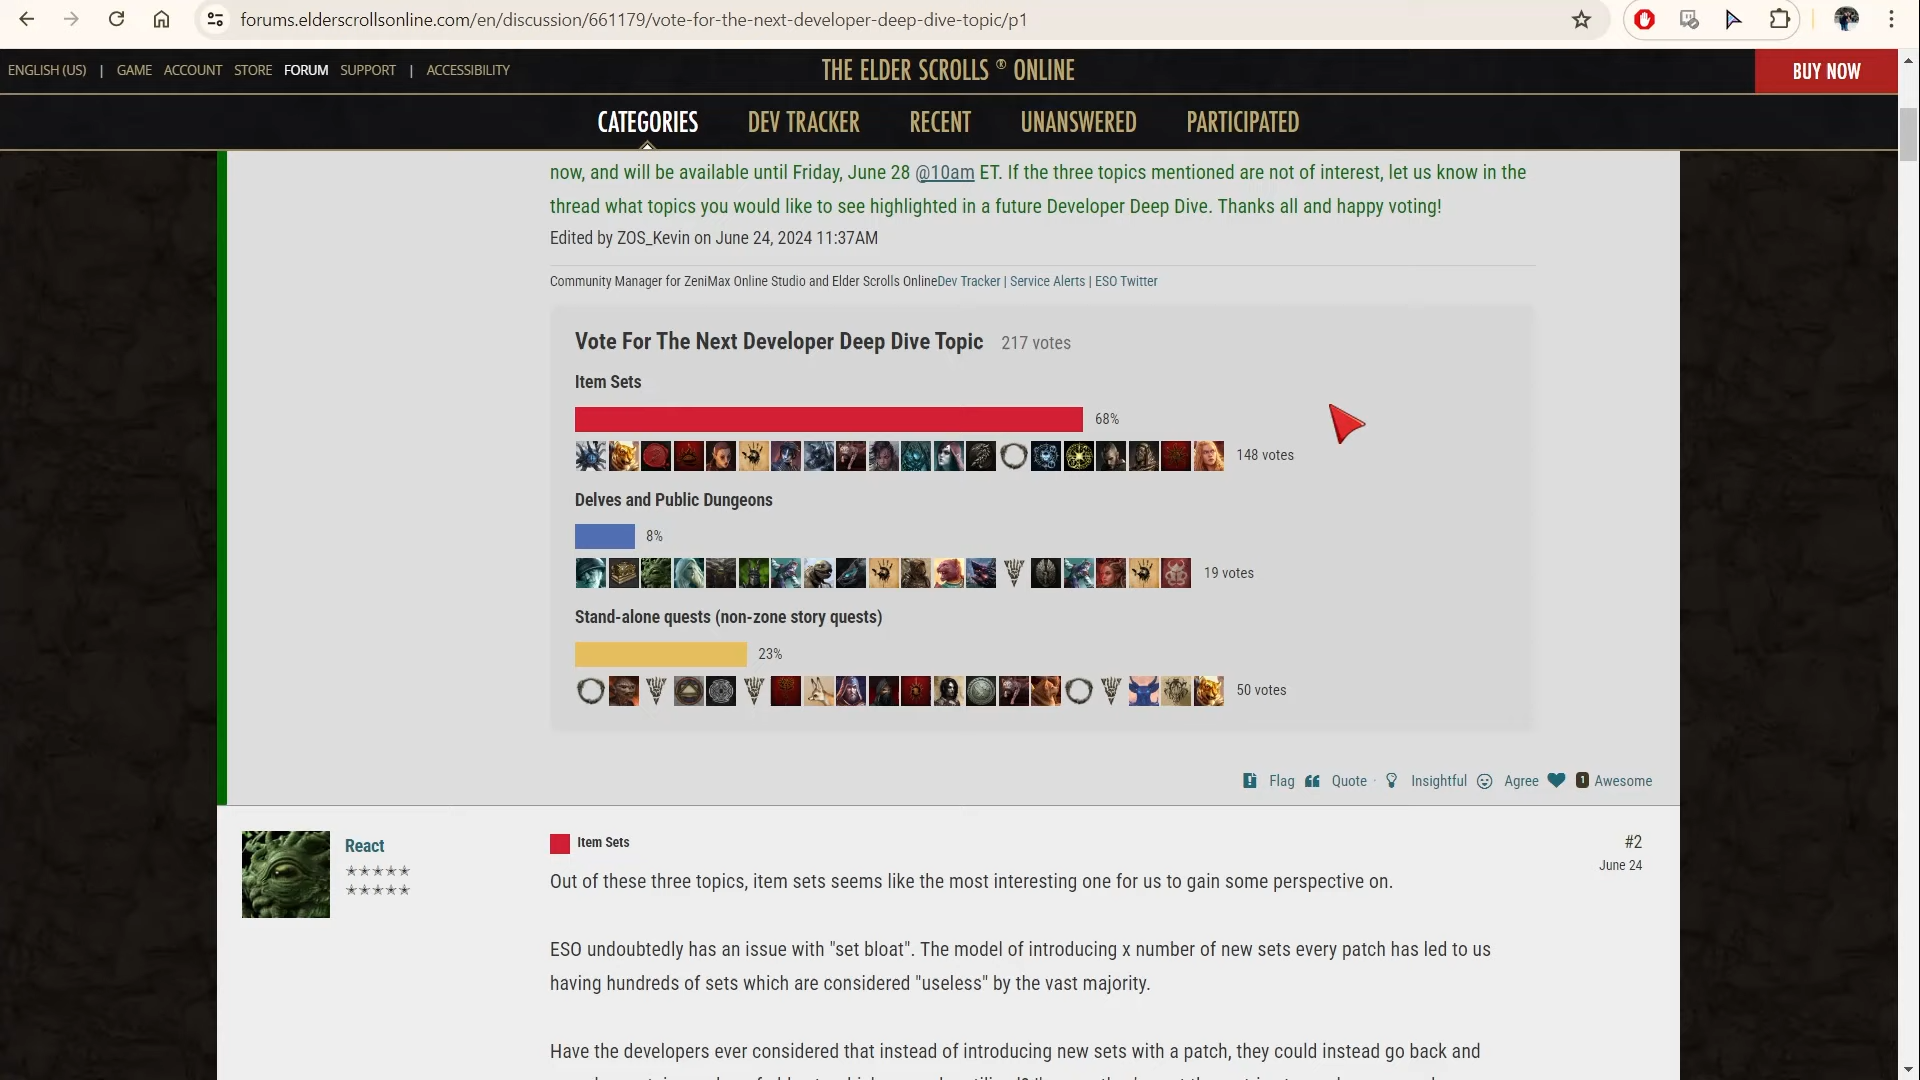 forums.elderscrollsonline.com/en/discussion/661179/vote-for-the-next-developer-deep-dive-topic/p1
ENGLISH (US) | GAME ACCOUNT STORE FORUM SUPPORT | ACCESSIBILITY
THE ELDER SCROLLS ® ONLINE
BUY NOW
CATEGORIES DEV TRACKER RECENT UNANSWERED PARTICIPATED
now, and will be available until Friday, June 28 @10am ET. If the three topics mentioned are not of interest, let us know in the
thread what topics you would like to see highlighted in a future Developer Deep Dive. Thanks all and happy voting!
Edited by ZOS_Kevin on June 24, 2024 11:37AM
Community Manager for ZeniMax Online Studio and Elder Scrolls OnlineDev Tracker | Service Alerts | ESO Twitter
Vote For The Next Developer Deep Dive Topic 217 votes
Item Sets
68%
148 votes
Delves and Public Dungeons
8%
19 votes
Stand-alone quests (non-zone story quests)
23%
50 votes
Flag Quote · Insightful Agree 1 Awesome
React
Item Sets
#2
June 24
Out of these three topics, item sets seems like the most interesting one for us to gain some perspective on.
ESO undoubtedly has an issue with "set bloat". The model of introducing x number of new sets every patch has led to us
having hundreds of sets which are considered "useless" by the vast majority.
Have the developers ever considered that instead of introducing new sets with a patch, they could instead go back and